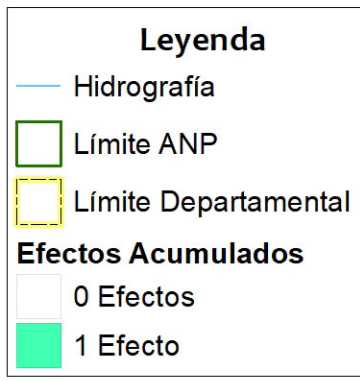 Leyenda
Hidrografía
Límite ANP
Límite Departamental
Efectos Acumulados
0 Efectos
1 Efecto